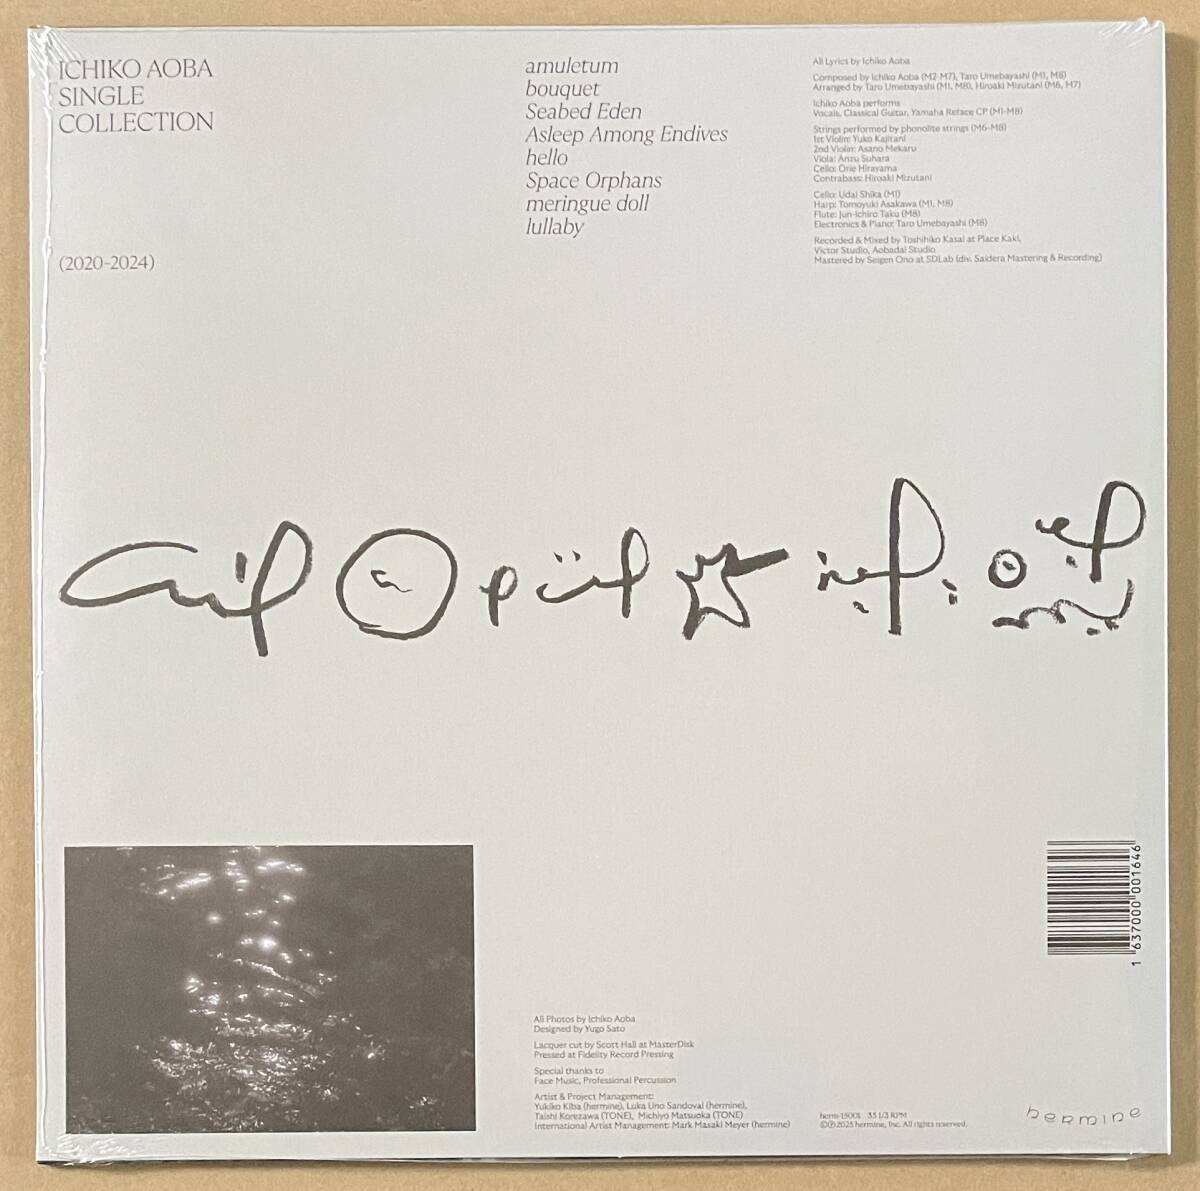 ICHIKO AOBA
SINGLE
COLLECTION
(2020-2024)
amuletum
bouquet
Seabed Eden
Asleep Among Endives
hello
Space Orphans
meringue doll
lullaby
All Lyrics by Ichiko Aoba
Composed by Ichiko Aoba (M2-M7), Taro Umebayashi (M1, M8)
Arranged by Taro Umebayashi (M1, M8), Hiroaki Mizutani (M6, M7)
Ichiko Aoba performs
Vocals, Classical Guitar, Yamaha Reface CP (M1-M8)
Strings performed by phonolite strings (M6-M8)
1st Violin: Yuko Kajitani
2nd Violin: Asano Mekaru
Viola: Anzu Suhara
Cello: Orie Hirayama
Contrabass: Hiroaki Mizutani
Cello: Udai Shika (M1)
Harp: Tomoyuki Asakawa (M1, M8)
Flute: Jun-ichiro Taku (M8)
Electronics & Piano: Taro Umebayashi (M8)
Recorded & Mixed by Toshihiko Kasai at Place Kaki,
Victor Studio, Aobadai Studio
Mastered by Seigen Ono at SDLab (div. Saidera Mastering & Recording)
1 637000 001646
All Photos by Ichiko Aoba
Designed by Yugo Sato
Lacquer cut by Scott Hall at MasterDisk
Pressed at Fidelity Record Pressing
Special thanks to
Face Music, Professional Percussion
Artist & Project Management:
Yukiko Kiba (hermine), Luka Uno Sandoval (hermine),
Taishi Korezawa (TONE), Michiyo Matsuoka (TONE)
International Artist Management: Mark Masaki Meyer (hermine)
33 1/3 RPM
©℗2025 hermine, Inc. All rights reserved.
hermine